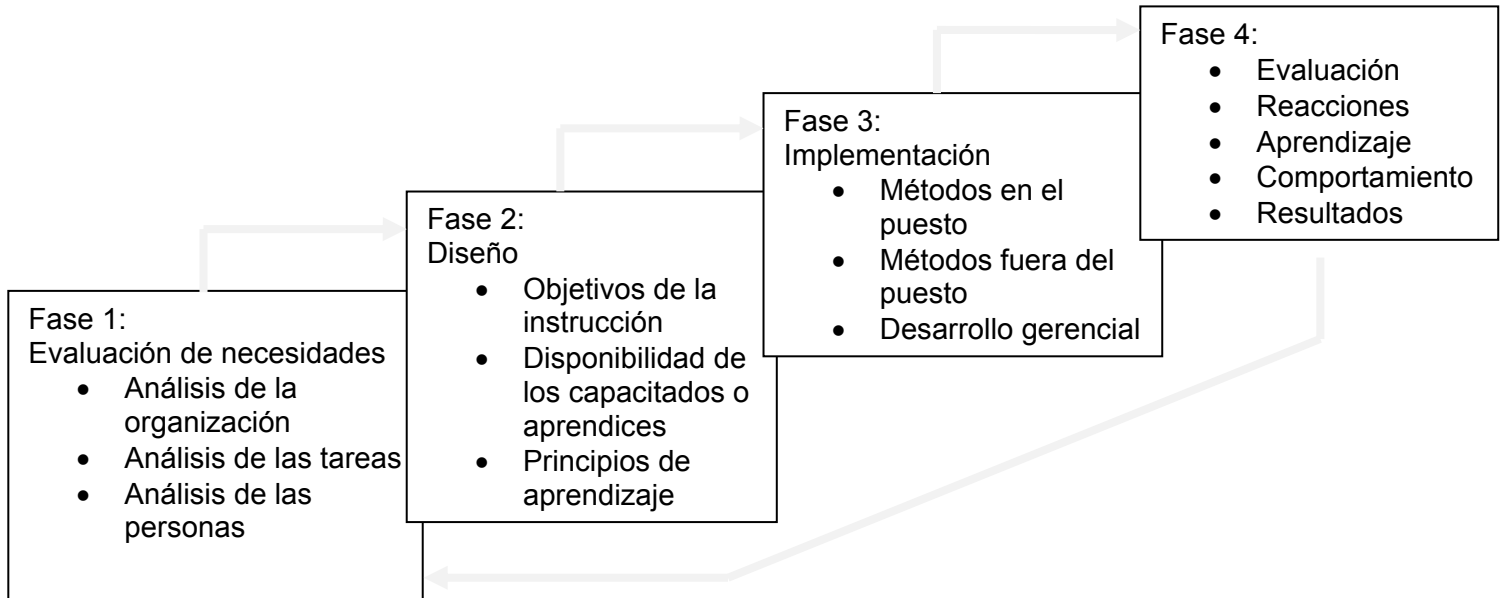 Fase 1:
Evaluación de necesidades
• Análisis de la
organización
• Análisis de las tareas
• Análisis de las
personas
Fase 2:
Diseño
• Objetivos de la
instrucción
• Disponibilidad de
los capacitados o
aprendices
• Principios de
aprendizaje
Fase 3:
Implementación
• Métodos en el
puesto
• Métodos fuera del
puesto
• Desarrollo gerencial
Fase 4:
• Evaluación
• Reacciones
• Aprendizaje
• Comportamiento
• Resultados